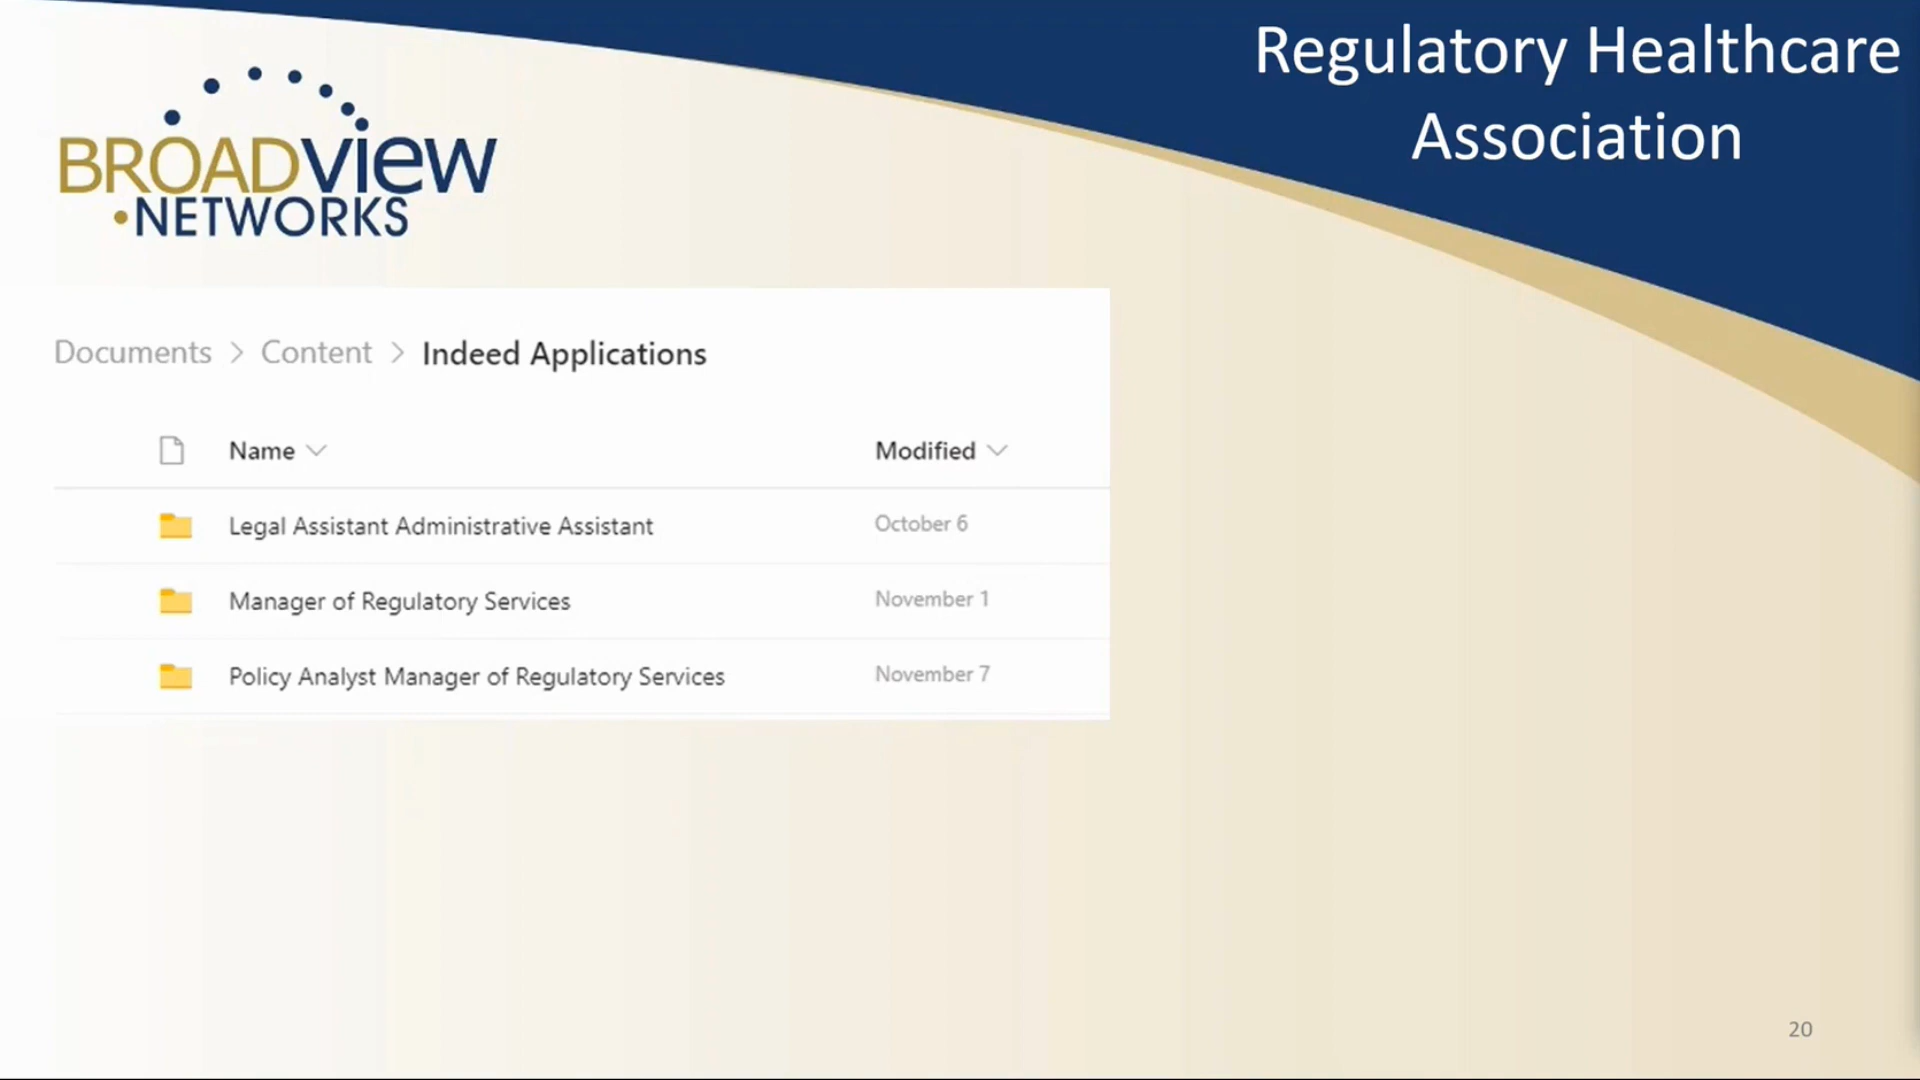 Regulatory Healthcare
Association
BROADVIEW
NETWORKS
Documents > Content > Indeed Applications
Name Modified
Legal Assistant Administrative Assistant October 6
Manager of Regulatory Services November 1
Policy Analyst Manager of Regulatory Services November 7
20